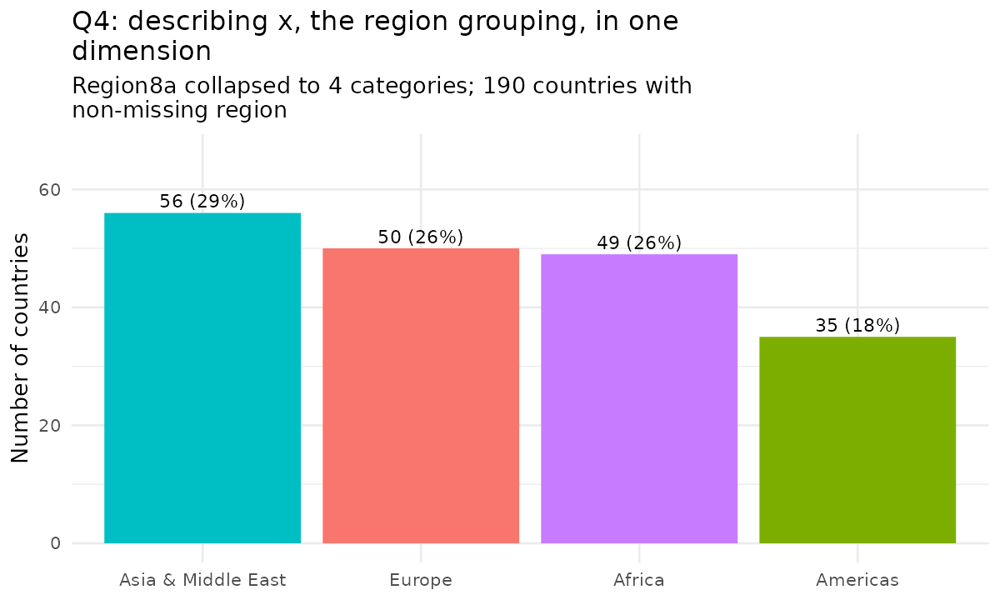 Q4: describing x, the region grouping, in one
dimension
Region8a collapsed to 4 categories; 190 countries with
non-missing region
Number of countries
60
40
20
0
56 (29%)
50 (26%)
49 (26%)
35 (18%)
Asia & Middle East
Europe
Africa
Americas